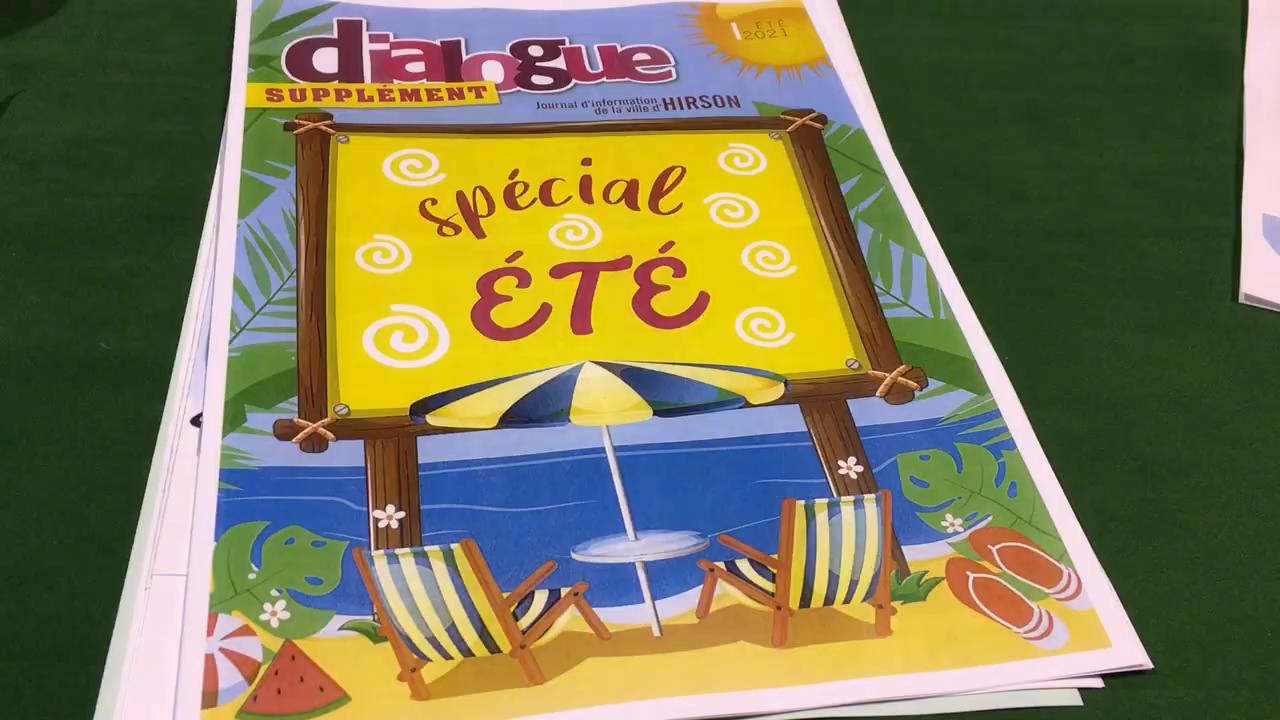 ÉTÉ
2021
dialogue
SUPPLÉMENT
Journal d'information
de la ville d'HIRSON
spécial
ÉTÉ